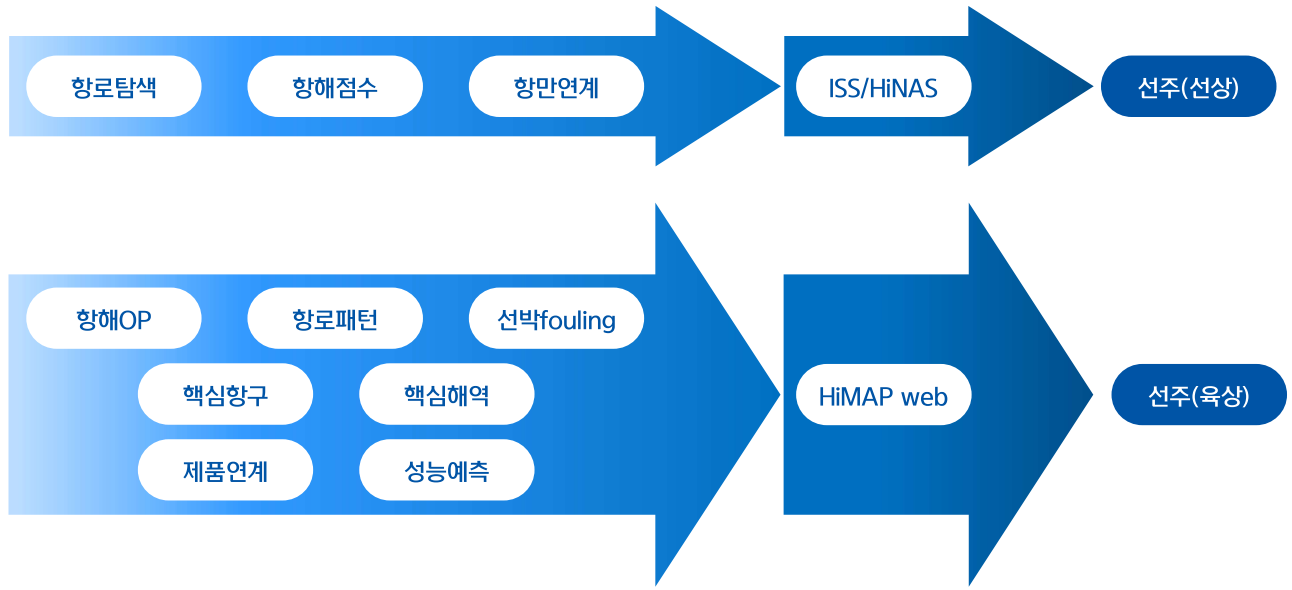 항로탐색
항해점수
항만연계
ISS/HiNAS
선주(선상)
항해OP
항로패턴
선박fouling
핵심항구
핵심해역
제품연계
성능예측
HiMAP web
선주(육상)